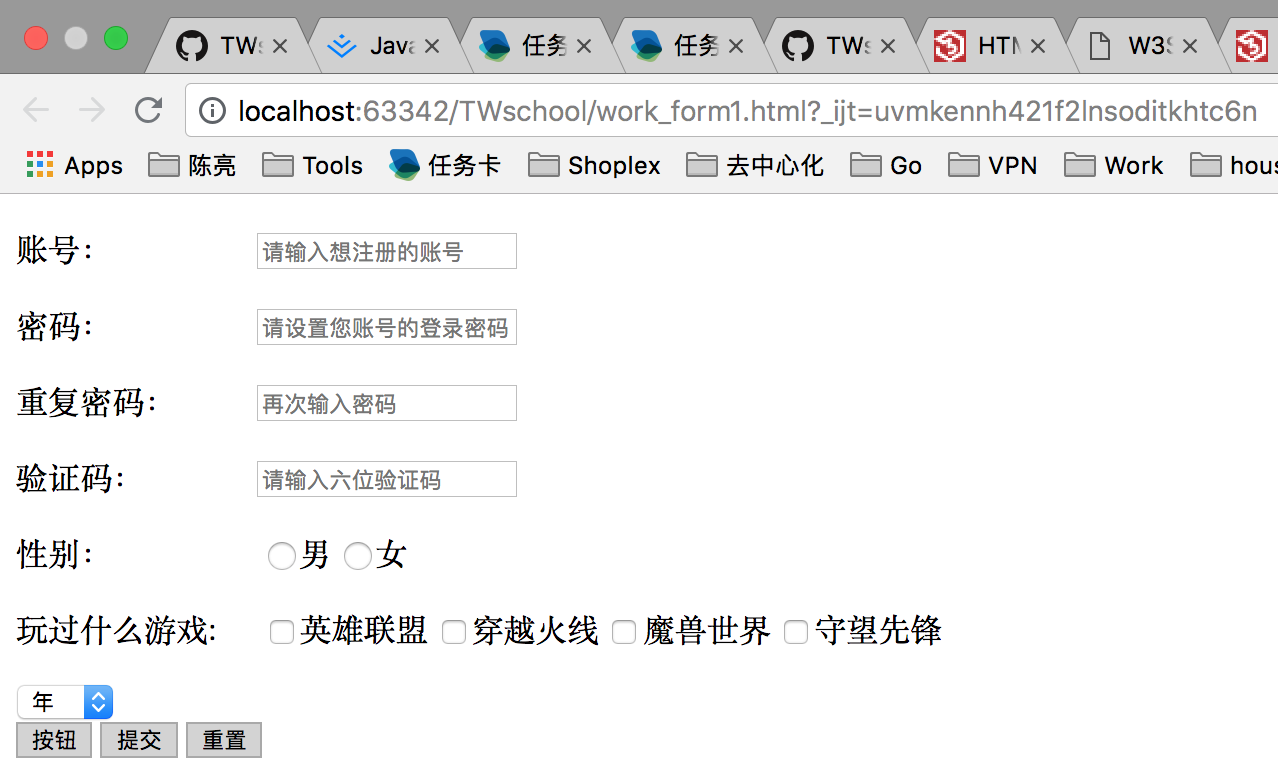 TWs Java 任务 任务 TWs HTM W3S
localhost:63342/TWschool/work_form1.html?_ijt=uvmkennh421f2lnsoditkhtc6n
Apps 陈亮 Tools 任务卡 Shoplex 去中心化 Go VPN Work hous
账号： 请输入想注册的账号
密码： 请设置您账号的登录密码
重复密码： 再次输入密码
验证码： 请输入六位验证码
性别： 男 女
玩过什么游戏: 英雄联盟 穿越火线 魔兽世界 守望先锋
年
按钮 提交 重置